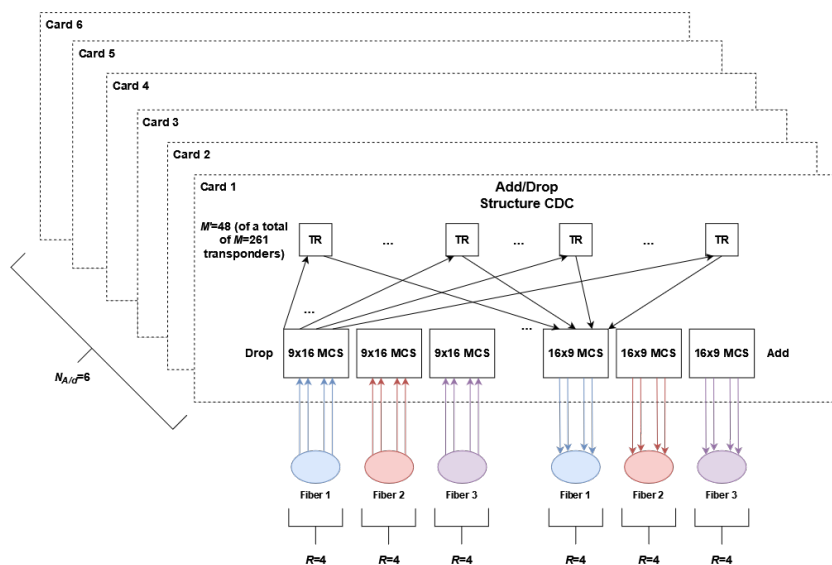 Card 6
Card 5
Card 4
Card 3
Card 2
Card 1
Add/Drop
Structure CDC
M'=48 (of a total
of M=261
transponders)
TR
...
TR
...
TR
...
TR
...
...
Drop
9x16 MCS
9x16 MCS
9x16 MCS
16x9 MCS
16x9 MCS
16x9 MCS
Add
N_A/d=6
Fiber 1
Fiber 2
Fiber 3
Fiber 1
Fiber 2
Fiber 3
R=4
R=4
R=4
R=4
R=4
R=4